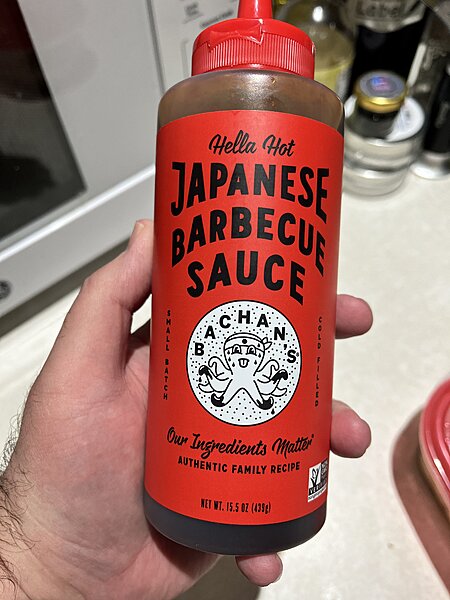 Hella Hot
JAPANESE
BARBECUE
SAUCE
SMALL BATCH
BACHAN'S®
COLD FILLED
Our Ingredients Matter®
AUTHENTIC FAMILY RECIPE
NET WT. 15.5 OZ (439g)